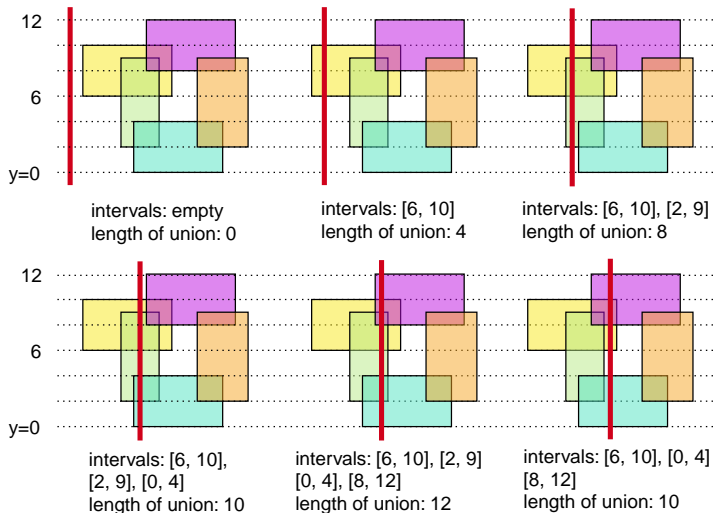 12
6
y=0
intervals: empty
length of union: 0
intervals: [6, 10]
length of union: 4
intervals: [6, 10], [2, 9]
length of union: 8
12
6
y=0
intervals: [6, 10],
[2, 9], [0, 4]
length of union: 10
intervals: [6, 10], [2, 9]
[0, 4], [8, 12]
length of union: 12
intervals: [6, 10], [0, 4]
[8, 12]
length of union: 10